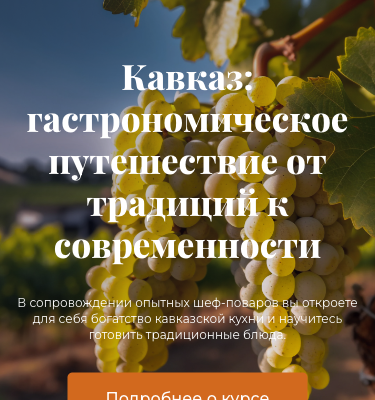 Кавказ:
гастрономическое
путешествие от
традиций к
современности
В сопровождении опытных шеф-поваров вы откроете
для себя богатство кавказской кухни и научитесь
готовить традиционные блюда.
Подробнее о курсе